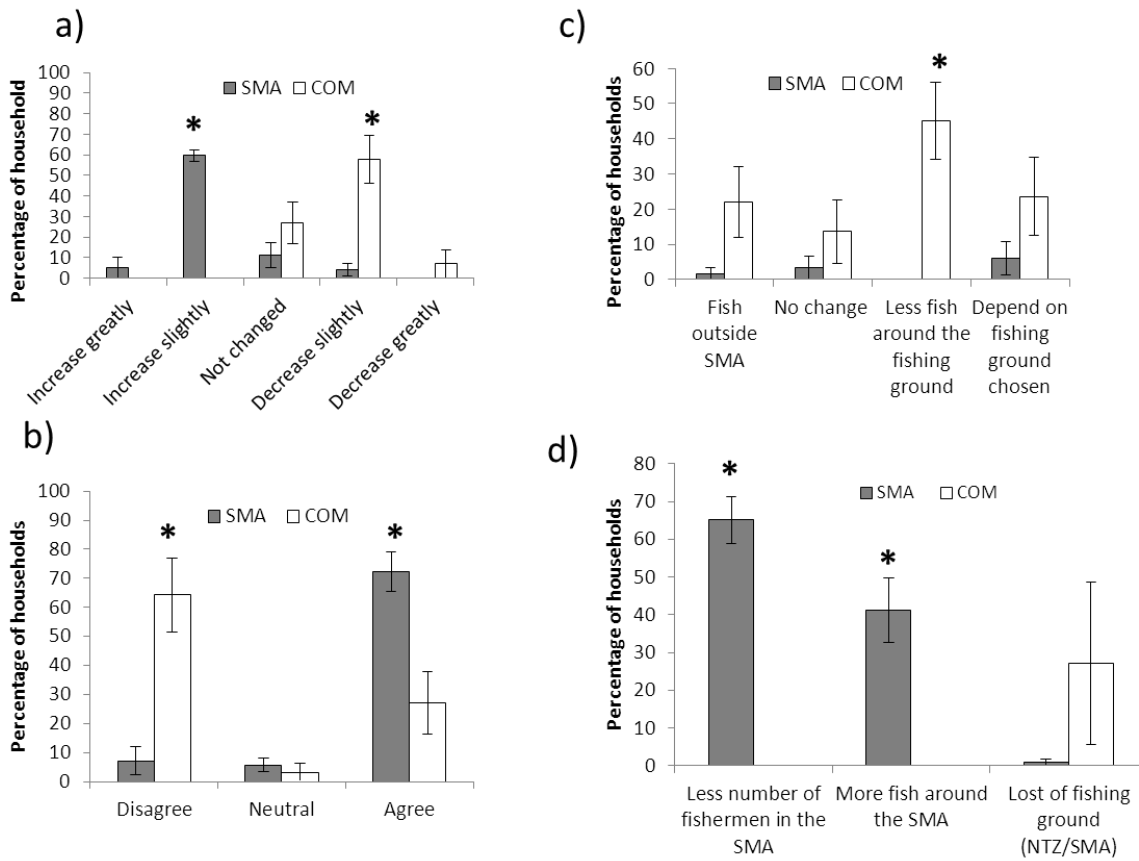 a)
Percentage of household
100
90
80
70
60
50
40
30
20
10
0
SMA COM
*
*
Increase greatly
Increase slightly
Not changed
Decrease slightly
Decrease greatly
b)
Percentage of households
100
90
80
70
60
50
40
30
20
10
0
SMA COM
*
*
Disagree Neutral Agree
c)
Percentage of households
60
50
40
30
20
10
0
SMA COM
*
Fish
outside
SMA
No change
Less fish
around the
fishing
ground
Depend on
fishing
ground
chosen
d)
Percentage of households
80
70
60
50
40
30
20
10
0
SMA COM
*
*
Less number of
fishermen in the
SMA
More fish around
the SMA
Lost of fishing
ground
(NTZ/SMA)